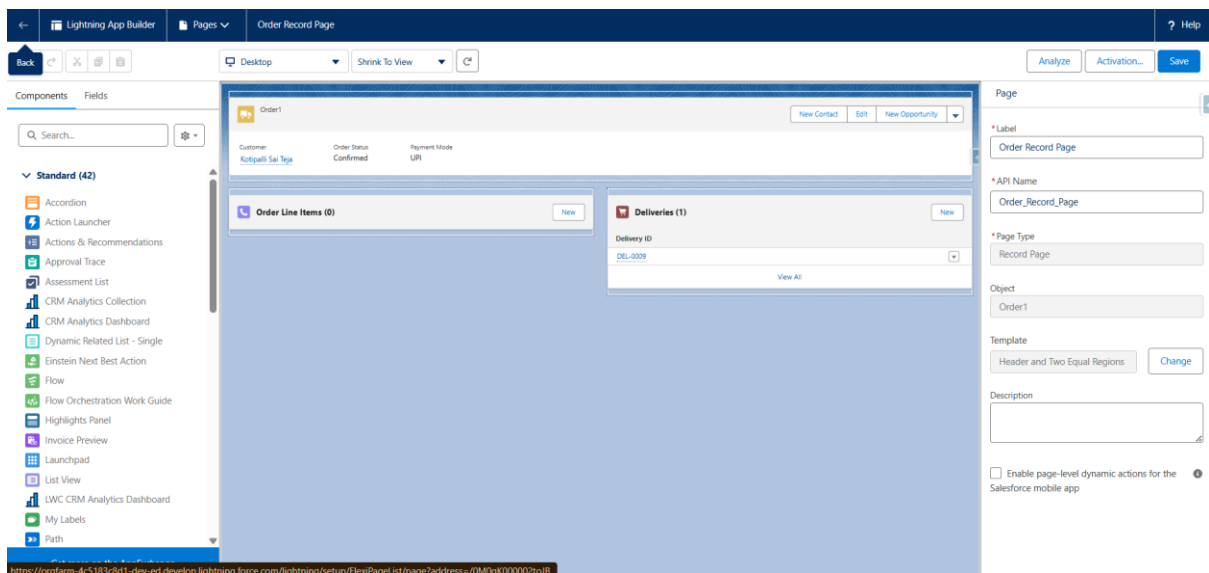 Lightning App Builder
Pages
Order Record Page
? Help
Back
Desktop
Shrink To View
Analyze
Activation...
Save
Components
Fields
Search...
Standard (42)
Accordion
Action Launcher
Actions & Recommendations
Approval Trace
Assessment List
CRM Analytics Collection
CRM Analytics Dashboard
Dynamic Related List - Single
Einstein Next Best Action
Flow
Flow Orchestration Work Guide
Highlights Panel
Invoice Preview
Launchpad
List View
LWC CRM Analytics Dashboard
My Labels
Path
Order1
New Contact
Edit
New Opportunity
Customer
Order Status
Payment Mode
Kotipalli Sai Teja
Confirmed
UPI
Order Line Items (0)
New
Deliveries (1)
New
Delivery ID
DEL-0009
View All
Page
*Label
Order Record Page
*API Name
Order_Record_Page
*Page Type
Record Page
Object
Order1
Template
Header and Two Equal Regions
Change
Description
Enable page-level dynamic actions for the
Salesforce mobile app